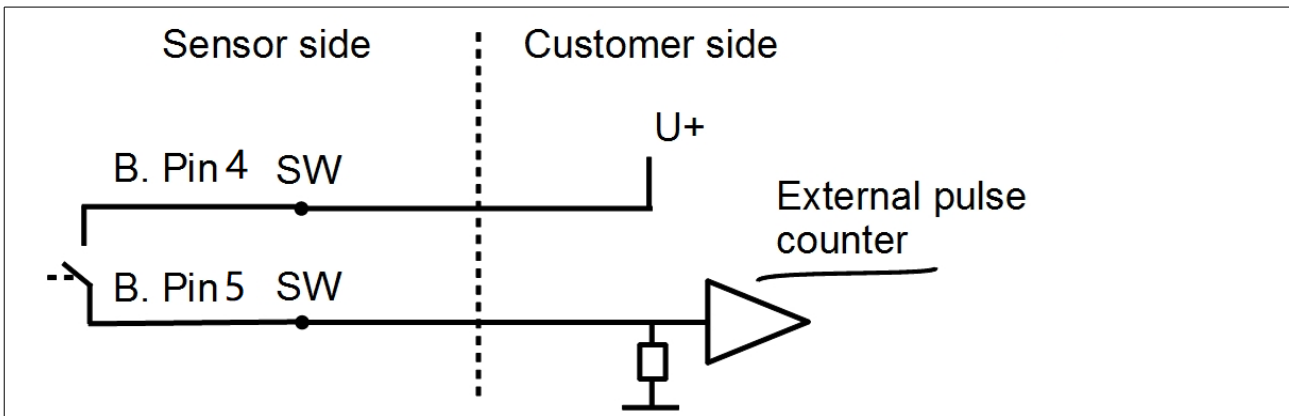 Sensor side
Customer side
U+
B. Pin 4 SW
External pulse
counter
B. Pin 5 SW